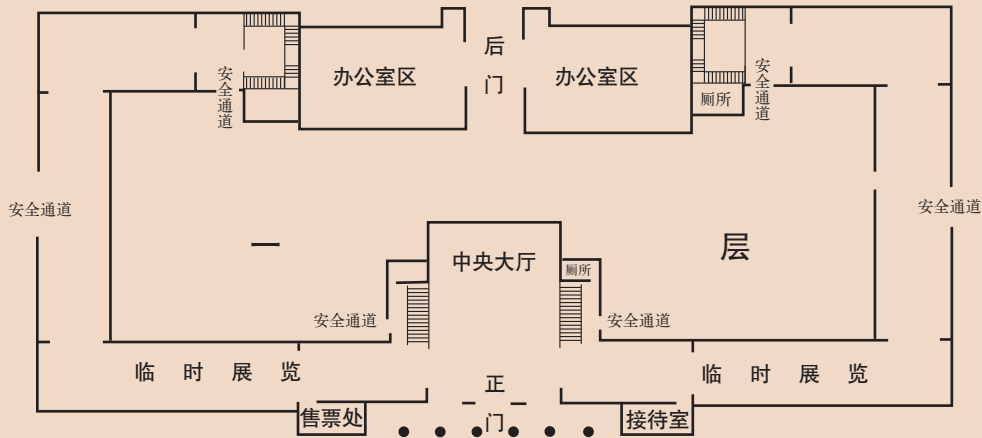 后门
安全通道
办公室区
办公室区
安全通道
厕所
安全通道
安全通道
一层
中央大厅
厕所
安全通道
安全通道
临时展览
正门
临时展览
售票处
接待室